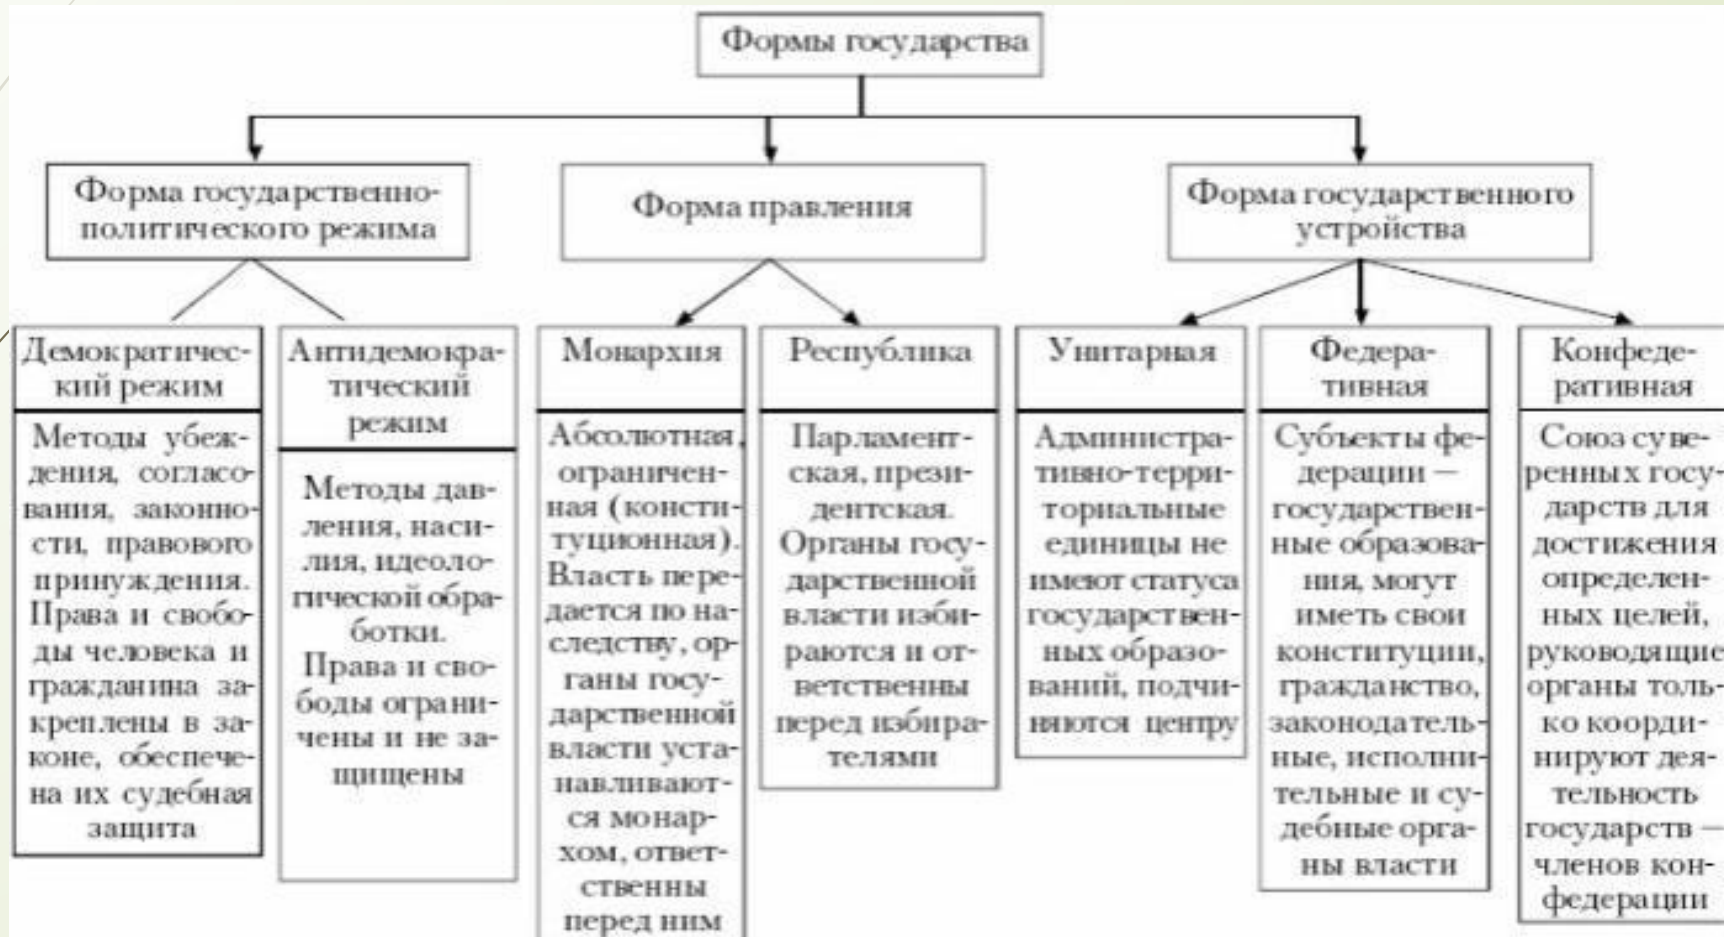 Формы государства
Форма государственно-
политического режима
Форма правления
Форма государственного
устройства
Демократичес-
кий режим
Методы убеж-
дения, согласо-
вания, законно-
сти, правового
принуждения.
Права и свобо-
ды человека и
гражданина за-
креплены в за-
коне, обеспече-
на их судебная
защита
Антидемокра-
тический
режим
Методы дав-
ления, наси-
лия, идеоло-
гической обра-
ботки.
Права и сво-
боды ограни-
чены и не за-
щищены
Монархия
Абсолютная,
ограничен-
ная (консти-
туционная).
Власть пере-
дается по на-
следству, ор-
ганы госу-
дарственной
власти уста-
навливают-
ся монар-
хом, ответ-
ственны
перед ним
Республика
Парламент-
ская, прези-
дентская.
Органы госу-
дарственной
власти изби-
раются и от-
ветственны
перед избира-
телями
Унитарная
Администра-
тивно-терри-
ториальные
единицы не
имеют статуса
государствен-
ных образо-
ваний, подчи-
няются центру
Федера-
тивная
Субъекты фе-
дерации —
государствен-
ные образова-
ния, могут
иметь свои
конституции,
гражданство,
законодатель-
ные, исполни-
тельные и су-
дебные орга-
ны власти
Конфеде-
ративная
Союз суве-
ренных госу-
дарств для
достижения
определен-
ных целей,
руководящие
органы толь-
ко коорди-
нируют дея-
тельность
государств —
членов кон-
федерации